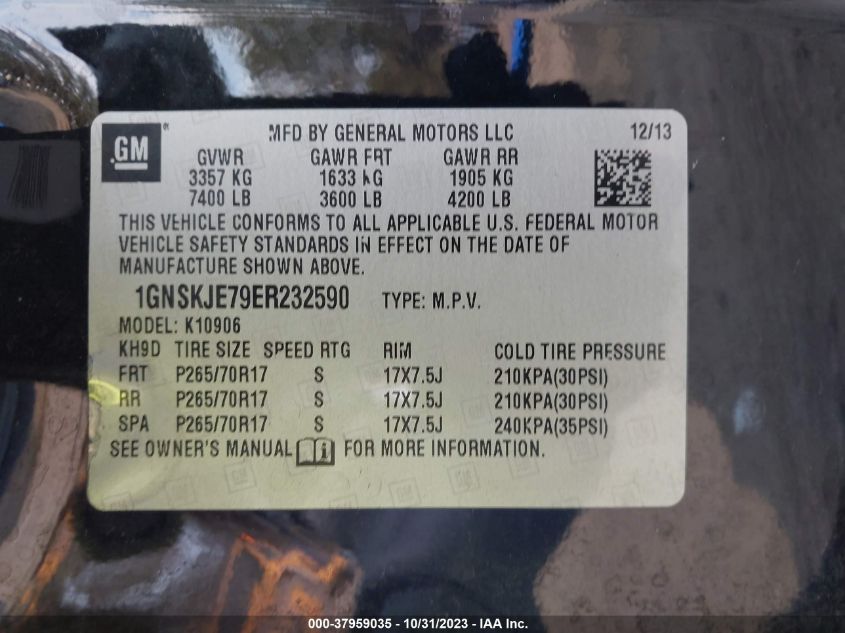 GM ® MFD BY GENERAL MOTORS LLC 12/13
GVWR GAWR FRT GAWR RR
3357 KG 1633 KG 1905 KG
7400 LB 3600 LB 4200 LB
THIS VEHICLE CONFORMS TO ALL APPLICABLE U.S. FEDERAL MOTOR
VEHICLE SAFETY STANDARDS IN EFFECT ON THE DATE OF
MANUFACTURE SHOWN ABOVE.
1GNSKJE79ER232590 TYPE: M.P.V.
MODEL: K10906
KH9D TIRE SIZE SPEED RTG RIM COLD TIRE PRESSURE
FRT P265/70R17 S 17X7.5J 210KPA(30PSI)
RR P265/70R17 S 17X7.5J 210KPA(30PSI)
SPA P265/70R17 S 17X7.5J 240KPA(35PSI)
SEE OWNER'S MANUAL i FOR MORE INFORMATION.
000-37959035 - 10/31/2023 - IAA Inc.